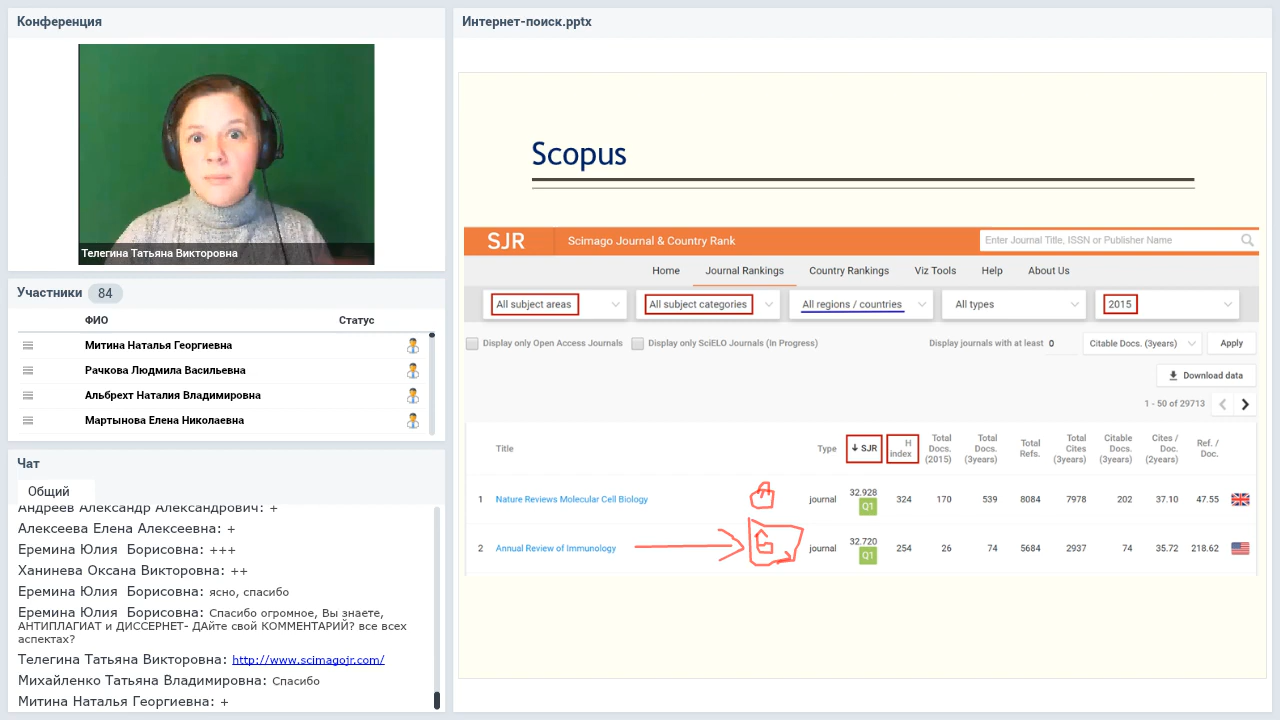 Конференция
Телегина Татьяна Викторовна
Участники 84
ФИО Статус
Митина Наталья Георгиевна
Рачкова Людмила Васильевна
Альбрехт Наталия Владимировна
Мартынова Елена Николаевна
Чат
Общий
Андреев Александр Александрович: +
Алексеева Елена Алексеевна: +
Еремина Юлия Борисовна: +++
Ханинева Оксана Викторовна: ++
Еремина Юлия Борисовна: ясно, спасибо
Еремина Юлия Борисовна: Спасибо огромное, Вы знаете,
АНТИПЛАГИАТ и ДИССЕРНЕТ- ДАйте свой КОММЕНТАРИЙ? все всех
аспектах?
Телегина Татьяна Викторовна: http://www.scimagojr.com/
Михайленко Татьяна Владимировна: Спасибо
Митина Наталья Георгиевна: +
Интернет-поиск.pptx
Scopus
SJR Scimago Journal & Country Rank Enter Journal Title, ISSN or Publisher Name
Home Journal Rankings Country Rankings Viz Tools Help About Us
All subject areas All subject categories All regions / countries All types 2015
Display only Open Access Journals Display only SciELO Journals (In Progress) Display journals with at least 0 Citable Docs. (3years) Apply
Download data
1 - 50 of 29713
Title Type SJR H index Total Docs. (2015) Total Docs. (3years) Total Refs. Total Cites (3years) Citable Docs. (3years) Cites / Doc. (2years) Ref. / Doc.
1 Nature Reviews Molecular Cell Biology journal 32.928 Q1 324 170 539 8084 7978 202 37.10 47.55
2 Annual Review of Immunology journal 32.720 Q1 254 26 74 5684 2937 74 35.72 218.62